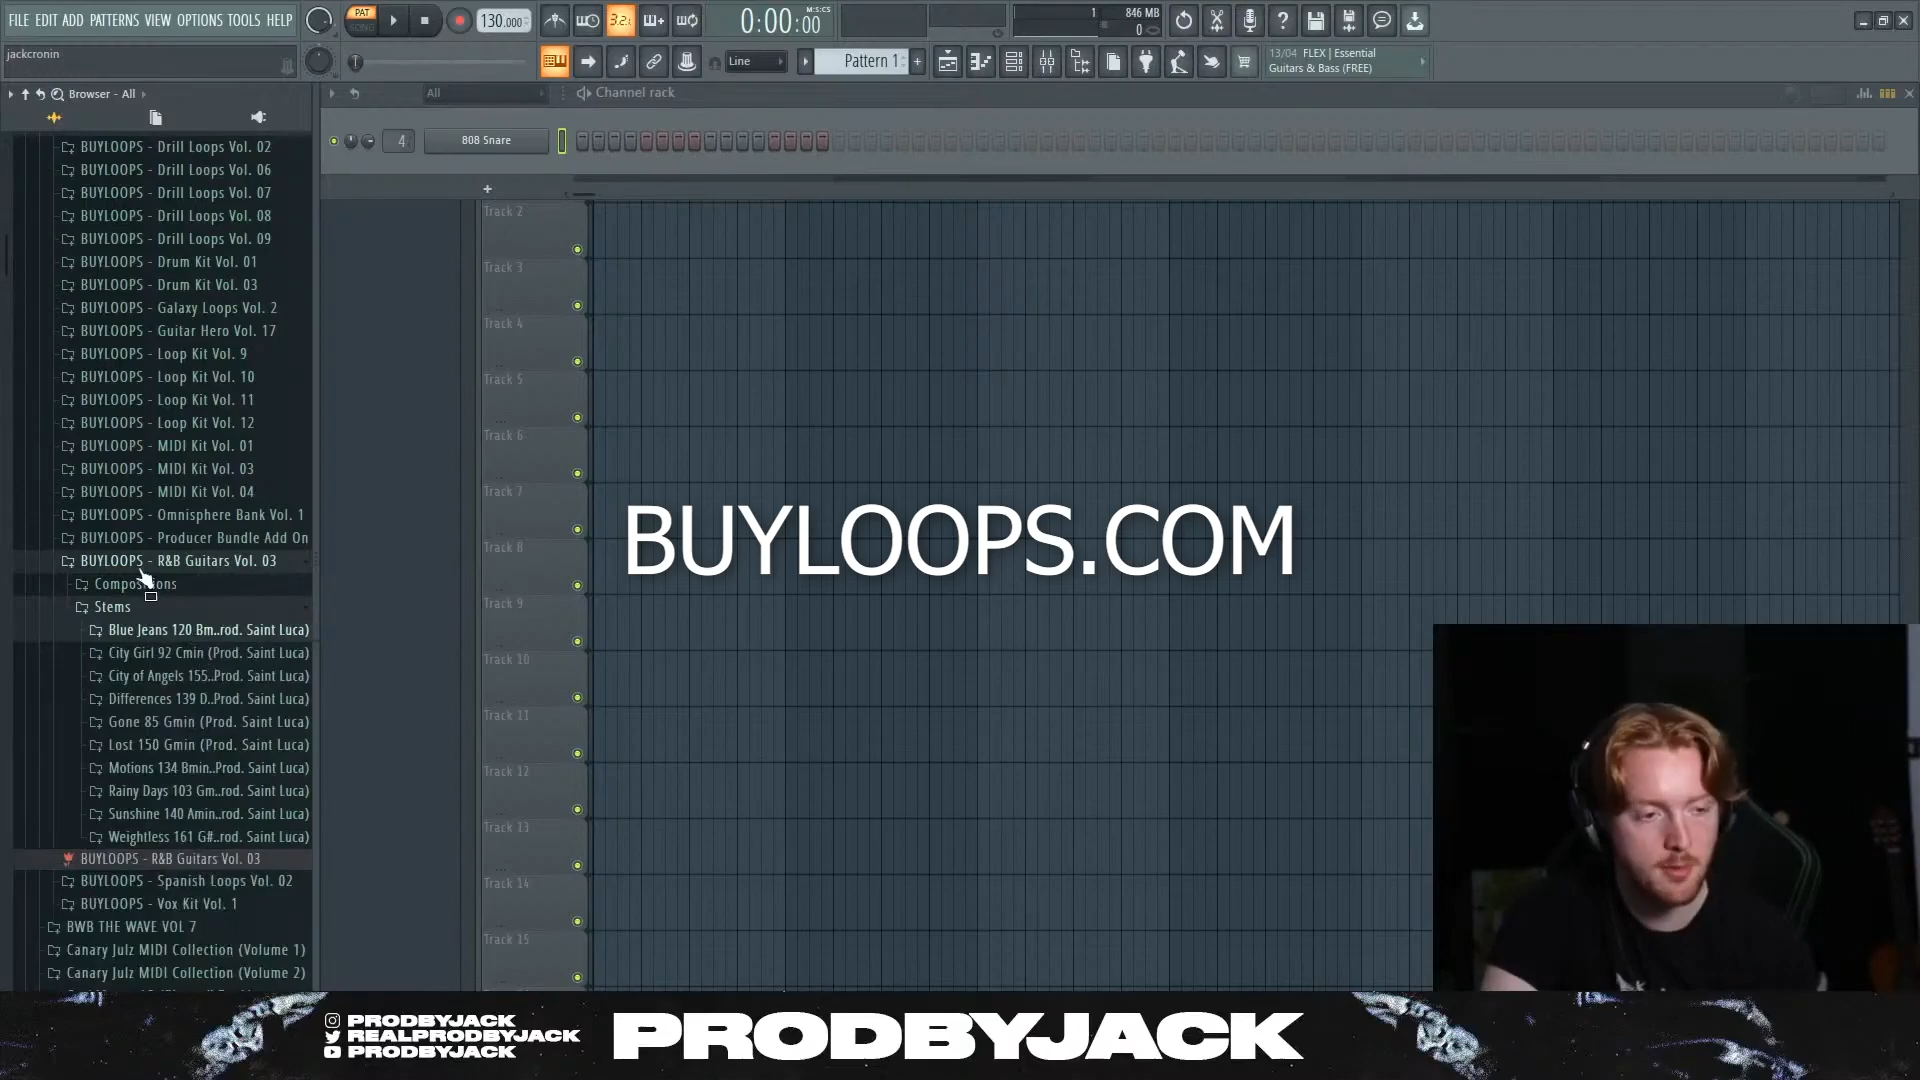 FILE EDIT ADD PATTERNS VIEW OPTIONS TOOLS HELP
PAT
SONG
130.000
3.2.
0:00:00
M:S:CS
1
846 MB
0
jackcronin
Line
Pattern 1
13/04 FLEX | Essential
Guitars & Bass (FREE)
Browser - All
All
Channel rack
4
808 Snare
BUYLOOPS - Drill Loops Vol. 02
BUYLOOPS - Drill Loops Vol. 06
BUYLOOPS - Drill Loops Vol. 07
BUYLOOPS - Drill Loops Vol. 08
BUYLOOPS - Drill Loops Vol. 09
BUYLOOPS - Drum Kit Vol. 01
BUYLOOPS - Drum Kit Vol. 03
BUYLOOPS - Galaxy Loops Vol. 2
BUYLOOPS - Guitar Hero Vol. 17
BUYLOOPS - Loop Kit Vol. 9
BUYLOOPS - Loop Kit Vol. 10
BUYLOOPS - Loop Kit Vol. 11
BUYLOOPS - Loop Kit Vol. 12
BUYLOOPS - MIDI Kit Vol. 01
BUYLOOPS - MIDI Kit Vol. 03
BUYLOOPS - MIDI Kit Vol. 04
BUYLOOPS - Omnisphere Bank Vol. 1
BUYLOOPS - Producer Bundle Add On
BUYLOOPS - R&B Guitars Vol. 03
Compositions
Stems
Blue Jeans 120 Bm..rod. Saint Luca)
City Girl 92 Cmin (Prod. Saint Luca)
City of Angels 155..Prod. Saint Luca)
Differences 139 D..Prod. Saint Luca)
Gone 85 Gmin (Prod. Saint Luca)
Lost 150 Gmin (Prod. Saint Luca)
Motions 134 Bmin..Prod. Saint Luca)
Rainy Days 103 Gm..rod. Saint Luca)
Sunshine 140 Amin..rod. Saint Luca)
Weightless 161 G#..rod. Saint Luca)
BUYLOOPS - R&B Guitars Vol. 03
BUYLOOPS - Spanish Loops Vol. 02
BUYLOOPS - Vox Kit Vol. 1
BWB THE WAVE VOL 7
Canary Julz MIDI Collection (Volume 1)
Canary Julz MIDI Collection (Volume 2)
Track 2
Track 3
Track 4
Track 5
Track 6
Track 7
Track 8
Track 9
Track 10
Track 11
Track 12
Track 13
Track 14
Track 15
BUYLOOPS.COM
PRODBYJACK
REALPRODBYJACK
PRODBYJACK
PRODBYJACK